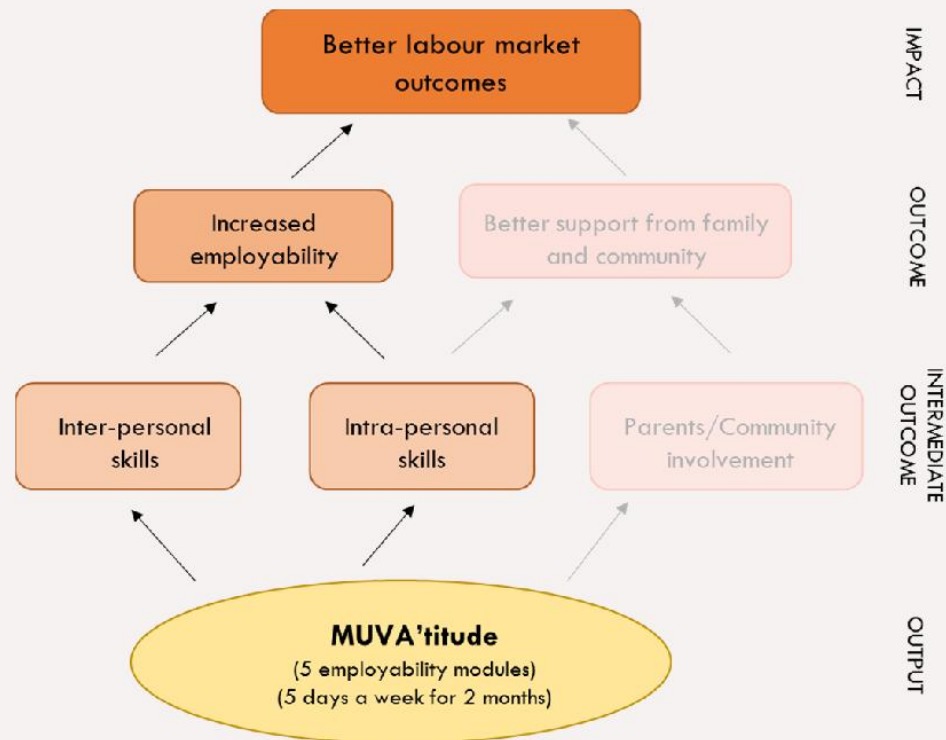 Better labour market
outcomes
IMPACT
Increased
employability
Better support from family
and community
OUTCOME
Inter-personal
skills
Intra-personal
skills
Parents/Community
involvement
INTERMEDIATE
OUTCOME
MUVA'titude
(5 employability modules)
(5 days a week for 2 months)
OUTPUT